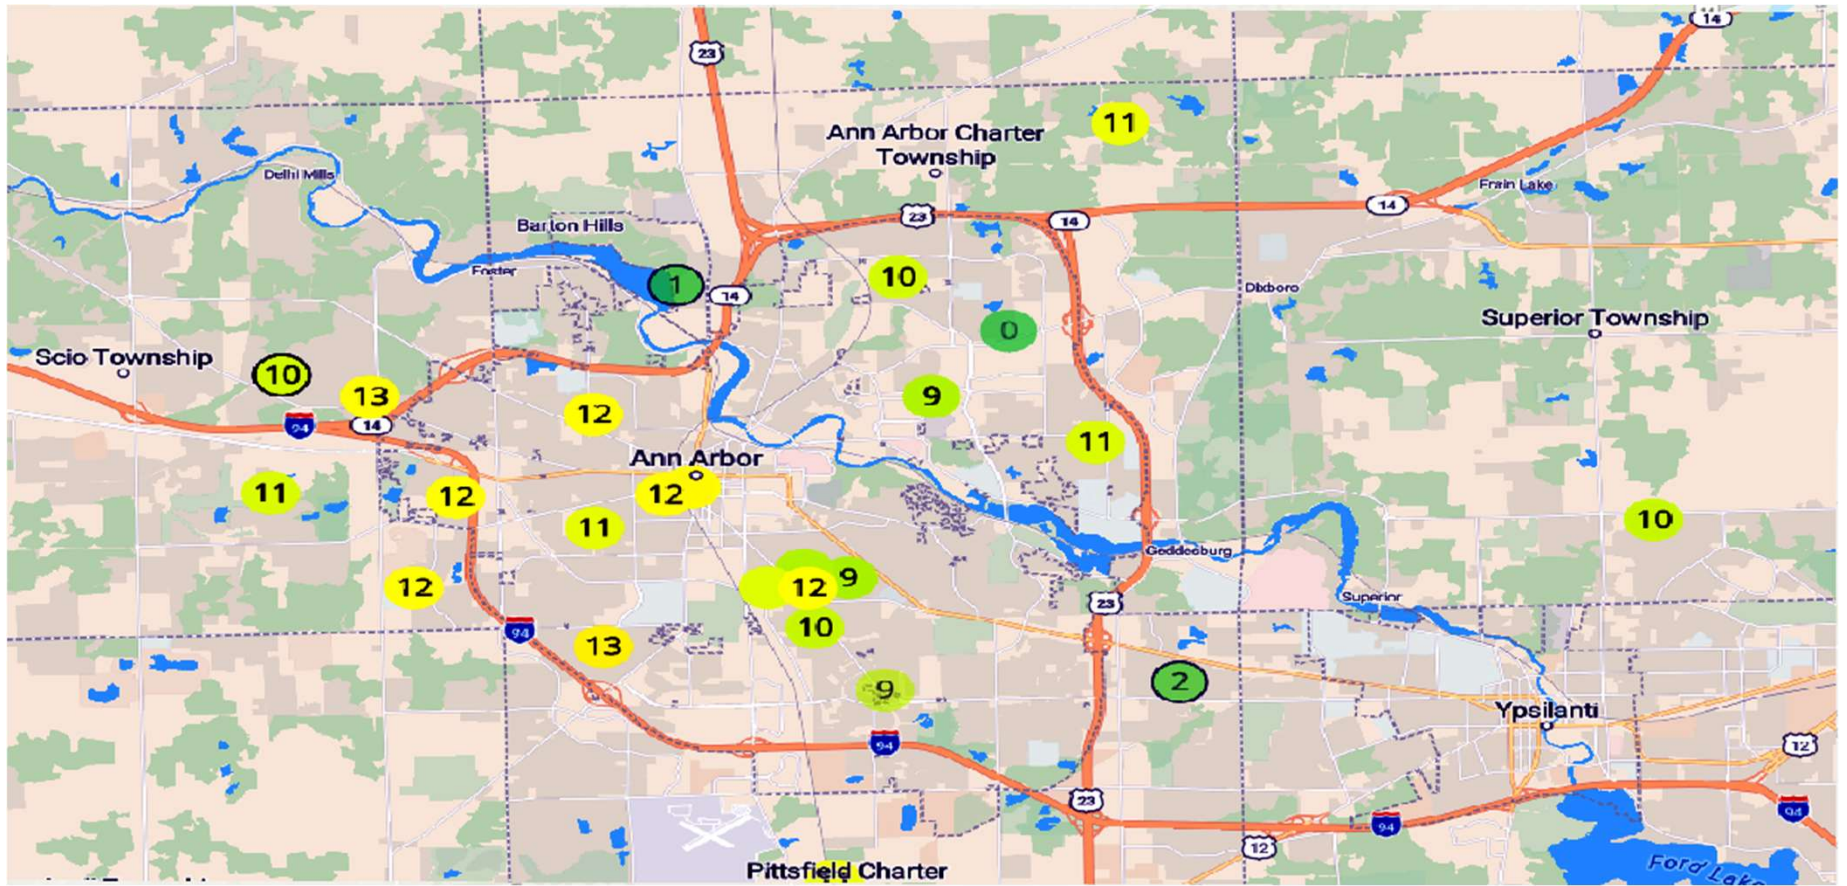 14
23
Ann Arbor Charter
Township
11
Delhi Mills
Frain Lake
14
23
14
Barton Hills
Foster
1
14
10
Dixboro
0
Superior Township
Scio Township
10
13
12
9
94
14
11
Ann Arbor
11
12
12
11
10
Geddesburg
12
12
9
23
Superior
10
94
13
9
2
Ypsilanti
94
12
23
94
94
12
Pittsfield Charter
Ford Lake